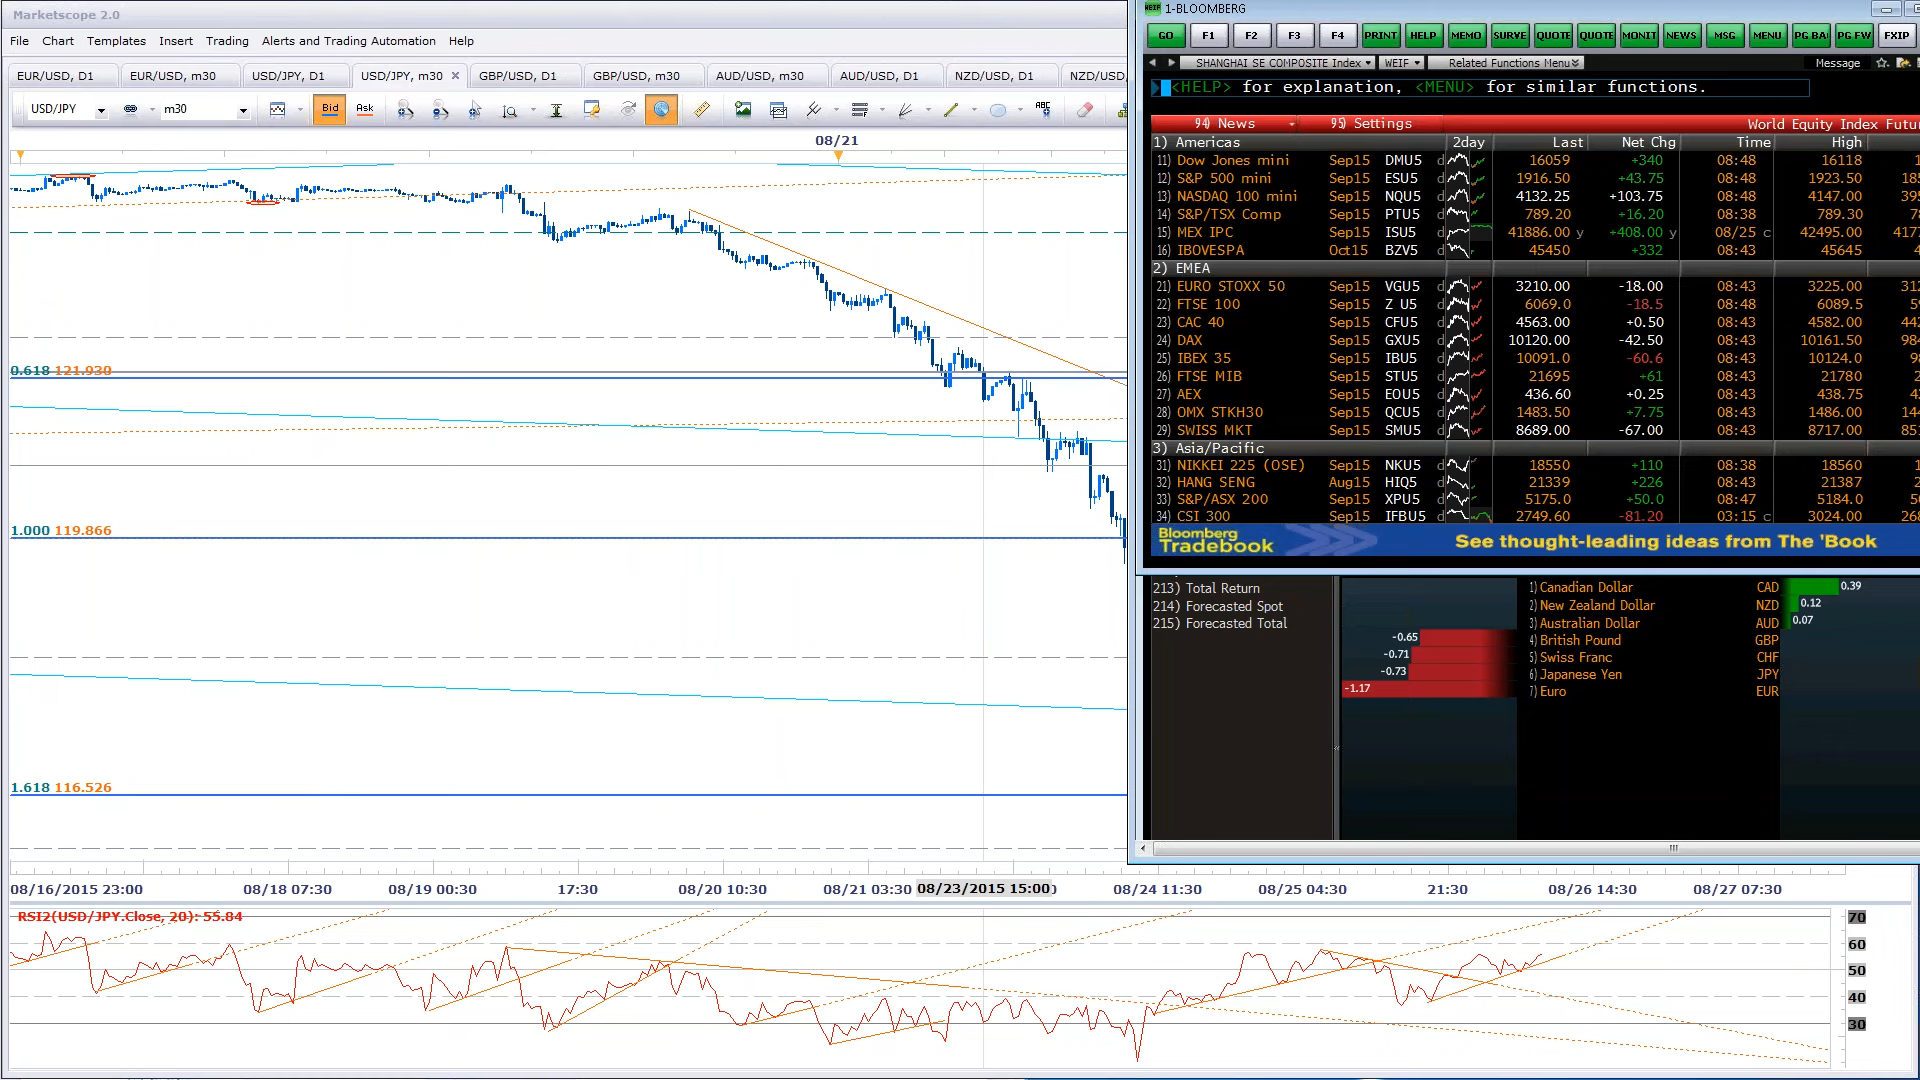 Marketscope 2.0
File Chart Templates Insert Trading Alerts and Trading Automation Help
EUR/USD, D1 EUR/USD, m30 USD/JPY, D1 USD/JPY, m30 × GBP/USD, D1 GBP/USD, m30 AUD/USD, m30 AUD/USD, D1 NZD/USD, D1 NZD/USD,
USD/JPY m30 Bid Ask ABC
08/21
0.618 121.930
1.000 119.866
1.618 116.526
08/16/2015 23:00 08/18 07:30 08/19 00:30 17:30 08/20 10:30 08/21 03:30 08/23/2015 15:00 08/24 11:30 08/25 04:30 21:30 08/26 14:30 08/27 07:30
RSI2(USD/JPY.Close, 20): 55.84
70
60
50
40
30
1-BLOOMBERG
GO F1 F2 F3 F4 PRINT HELP MEMO SURVE QUOTE QUOTE MONIT NEWS MSG MENU PG BA PG FW FXIP
SHANGHAI SE COMPOSITE Index WEIF Related Functions Menu Message
<HELP> for explanation, <MENU> for similar functions.
94) News 95) Settings World Equity Index Futu
1) Americas 2day Last Net Chg Time High
11) Dow Jones mini Sep15 DMU5 d 16059 +340 08:48 16118
12) S&P 500 mini Sep15 ESU5 d 1916.50 +43.75 08:48 1923.50 185
13) NASDAQ 100 mini Sep15 NQU5 d 4132.25 +103.75 08:48 4147.00 395
14) S&P/TSX Comp Sep15 PTU5 d 789.20 +16.20 08:38 789.30 7
15) MEX IPC Sep15 ISU5 d 41886.00 y +408.00 y 08/25 c 42495.00 417
16) IBOVESPA Oct15 BZV5 d 45450 +332 08:43 45645
2) EMEA
21) EURO STOXX 50 Sep15 VGU5 d 3210.00 -18.00 08:43 3225.00 312
22) FTSE 100 Sep15 Z U5 d 6069.0 -18.5 08:48 6089.5 59
23) CAC 40 Sep15 CFU5 d 4563.00 +0.50 08:43 4582.00 442
24) DAX Sep15 GXU5 d 10120.00 -42.50 08:43 10161.50 984
25) IBEX 35 Sep15 IBU5 d 10091.0 -60.6 08:43 10124.0 98
26) FTSE MIB Sep15 STU5 d 21695 +61 08:43 21780 2
27) AEX Sep15 EOU5 d 436.60 +0.25 08:43 438.75 43
28) OMX STKH30 Sep15 QCU5 d 1483.50 +7.75 08:43 1486.00 144
29) SWISS MKT Sep15 SMU5 d 8689.00 -67.00 08:43 8717.00 851
3) Asia/Pacific
31) NIKKEI 225 (OSE) Sep15 NKU5 d 18550 +110 08:38 18560 1
32) HANG SENG Aug15 HIQ5 d 21339 +226 08:43 21387 2
33) S&P/ASX 200 Sep15 XPU5 d 5175.0 +50.0 08:47 5184.0 50
34) CSI 300 Sep15 IFBU5 d 2749.60 -81.20 03:15 c 3024.00 268
Bloomberg
Tradebook See thought-leading ideas from The 'Book
213) Total Return
214) Forecasted Spot
215) Forecasted Total
1) Canadian Dollar CAD 0.39
2) New Zealand Dollar NZD 0.12
3) Australian Dollar AUD 0.07
-0.65 4) British Pound GBP
-0.71 5) Swiss Franc CHF
-0.73 6) Japanese Yen JPY
-1.17 7) Euro EUR